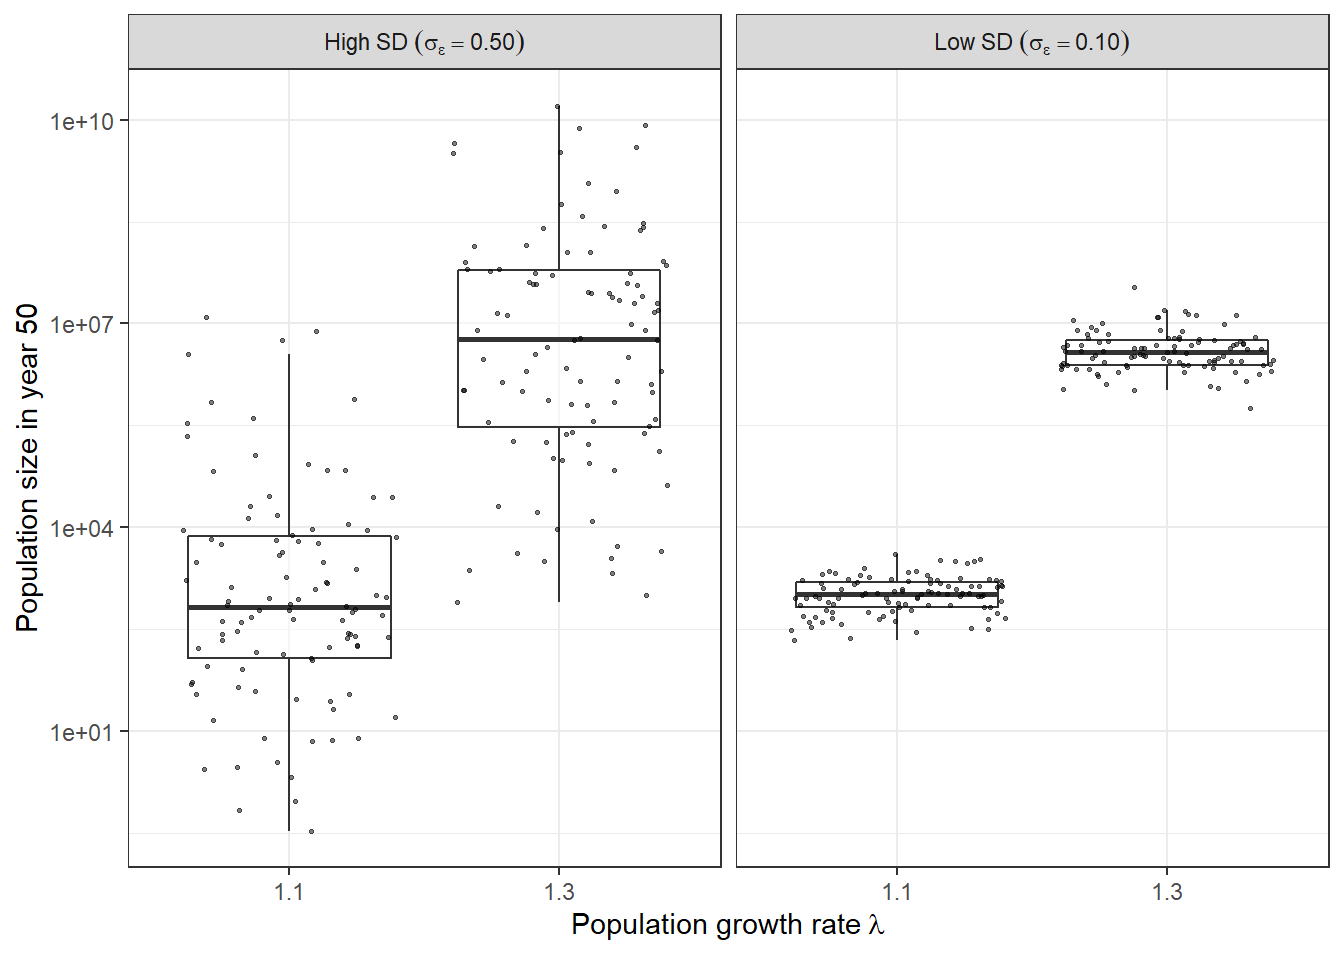 High SD (σε = 0.50)
Low SD (σε = 0.10)
Population size in year 50
1e+10
1e+07
1e+04
1e+01
1.1
1.3
1.1
1.3
Population growth rate λ